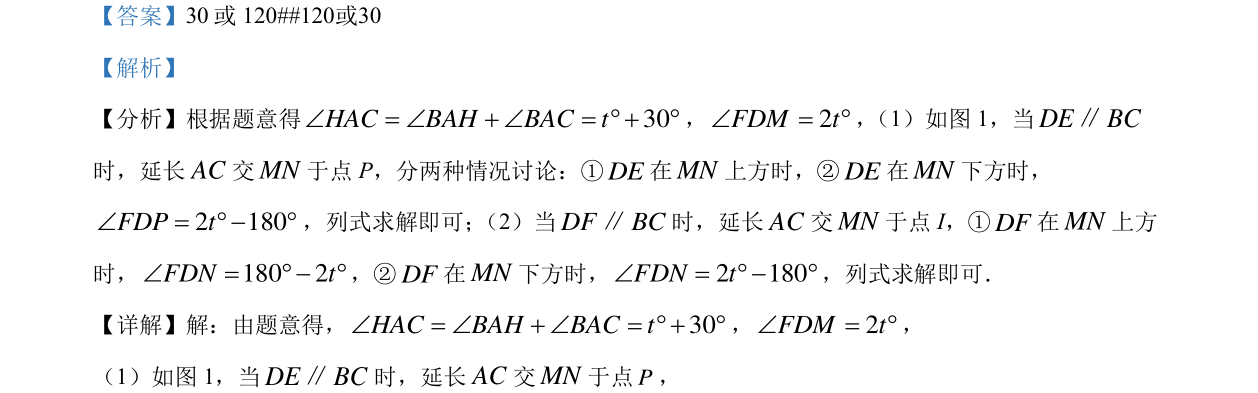 【答案】30 或 120##120或30
【解析】
【分析】根据题意得∠HAC = ∠BAH + ∠BAC = t° + 30°，∠FDM = 2t°，（1）如图 1，当 DE ∥ BC
时，延长 AC 交 MN 于点 P，分两种情况讨论：① DE 在 MN 上方时，② DE 在 MN 下方时，
∠FDP = 2t° − 180°，列式求解即可；（2）当 DF ∥ BC 时，延长 AC 交 MN 于点 I，① DF 在 MN 上方
时，∠FDN = 180° − 2t°，② DF 在 MN 下方时，∠FDN = 2t° − 180°，列式求解即可．
【详解】解：由题意得，∠HAC = ∠BAH + ∠BAC = t° + 30°，∠FDM = 2t°，
（1）如图 1，当 DE ∥ BC 时，延长 AC 交 MN 于点 P，